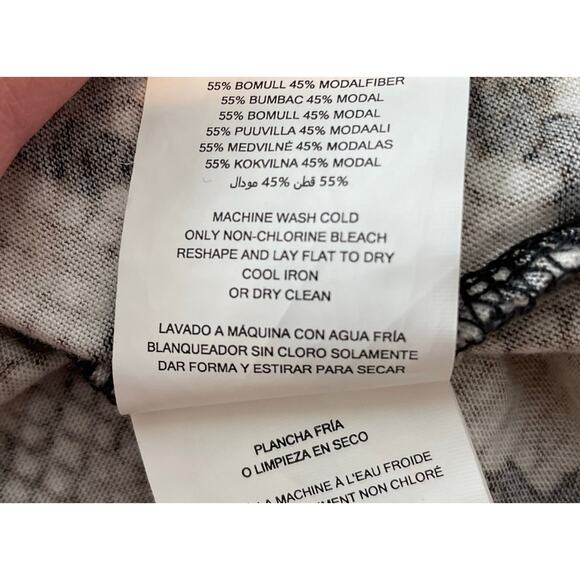 55% BOMULL 45% MODALFIBER
55% BUMBAC 45% MODAL
55% BOMULL 45% MODAL
55% PUUVILLA 45% MODAALI
55% MEDVILNĖ 45% MODALAS
55% KOKVILNA 45% MODAL
55% قطن 45% مودال
MACHINE WASH COLD
ONLY NON-CHLORINE BLEACH
RESHAPE AND LAY FLAT TO DRY
COOL IRON
OR DRY CLEAN
LAVADO A MÁQUINA CON AGUA FRÍA
BLANQUEADOR SIN CLORO SOLAMENTE
DAR FORMA Y ESTIRAR PARA SECAR
PLANCHA FRÍA
O LIMPIEZA EN SECO
LA MACHINE À L'EAU FROIDE
NON CHLORÉ